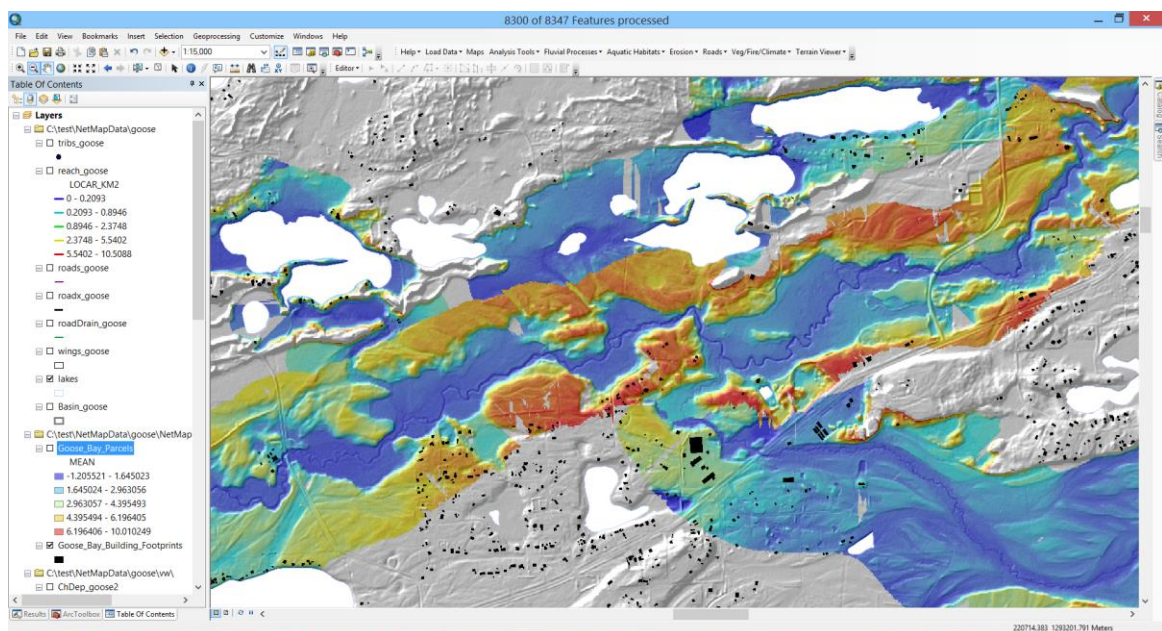 8300 of 8347 Features processed
File Edit View Bookmarks Insert Selection Geoprocessing Customize Windows Help
1:15,000
Help Load Data Maps Analysis Tools Fluvial Processes Aquatic Habitats Erosion Roads Veg/Fire/Climate Terrain Viewer
Editor
Table Of Contents
Layers
C:\test\NetMapData\goose
tribs_goose
reach_goose
LOCAR_KM2
0 - 0.2093
0.2093 - 0.8946
0.8946 - 2.3748
2.3748 - 5.5402
5.5402 - 10.5088
roads_goose
roadx_goose
roadDrain_goose
wings_goose
lakes
Basin_goose
C:\test\NetMapData\goose\NetMap
Goose_Bay_Parcels
MEAN
-1.205521 - 1.645023
1.645024 - 2.963056
2.963057 - 4.395493
4.395494 - 6.196405
6.196406 - 10.010249
Goose_Bay_Building_Footprints
C:\test\NetMapData\goose\vw\
ChDep_goose2
Results ArcToolbox Table Of Contents
Catalog
Search
220714.383 1293201.791 Meters